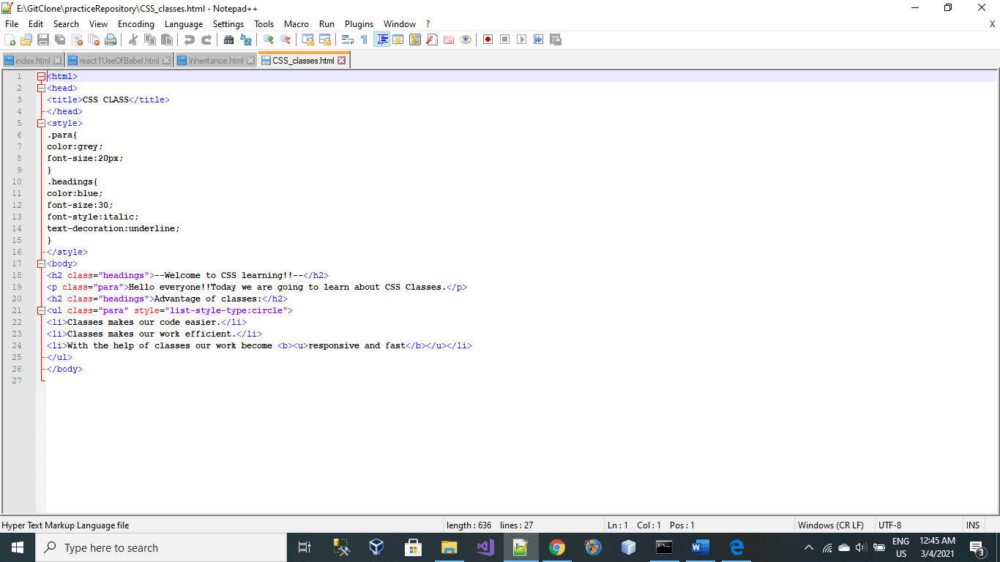 E:\GitClone\practiceRepository\CSS_classes.html - Notepad++
File Edit Search View Encoding Language Settings Tools Macro Run Plugins Window ? X
index.html react1UseOfBabel.html Inheritance.html CSS_classes.html
1 <html>
2 <head>
3 <title>CSS CLASS</title>
4 </head>
5 <style>
6 .para{
7 color:grey;
8 font-size:20px;
9 }
10 .headings{
11 color:blue;
12 font-size:30;
13 font-style:italic;
14 text-decoration:underline;
15 }
16 </style>
17 <body>
18 <h2 class="headings">--Welcome to CSS learning!!--</h2>
19 <p class="para">Hello everyone!!Today we are going to learn about CSS Classes.</p>
20 <h2 class="headings">Advantage of classes:</h2>
21 <ul class="para" style="list-style-type:circle">
22 <li>Classes makes our code easier.</li>
23 <li>Classes makes our work efficient.</li>
24 <li>With the help of classes our work become <b><u>responsive and fast</b></u></li>
25 </ul>
26 </body>
27
Hyper Text Markup Language file length : 636 lines : 27 Ln : 1 Col : 1 Pos : 1 Windows (CR LF) UTF-8 INS
Type here to search
ENG 12:45 AM
US 3/4/2021 3